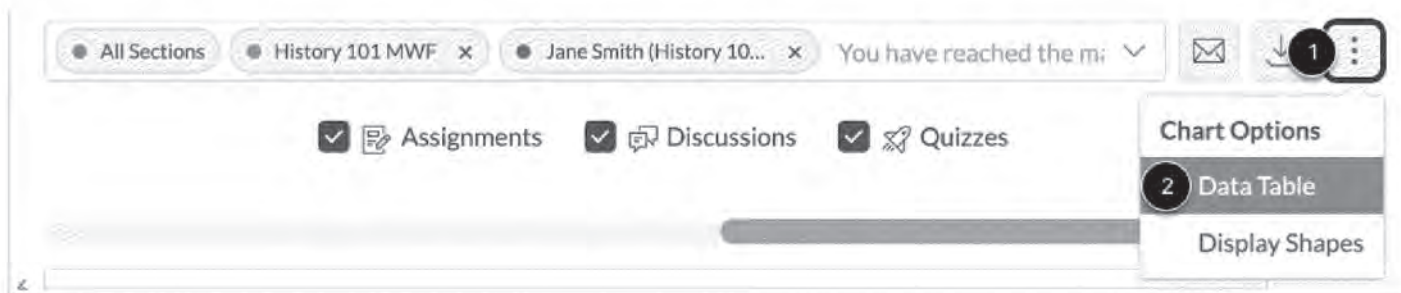 All Sections History 101 MWF × Jane Smith (History 10... × You have reached the m 1
Assignments Discussions Quizzes
Chart Options
2 Data Table
Display Shapes